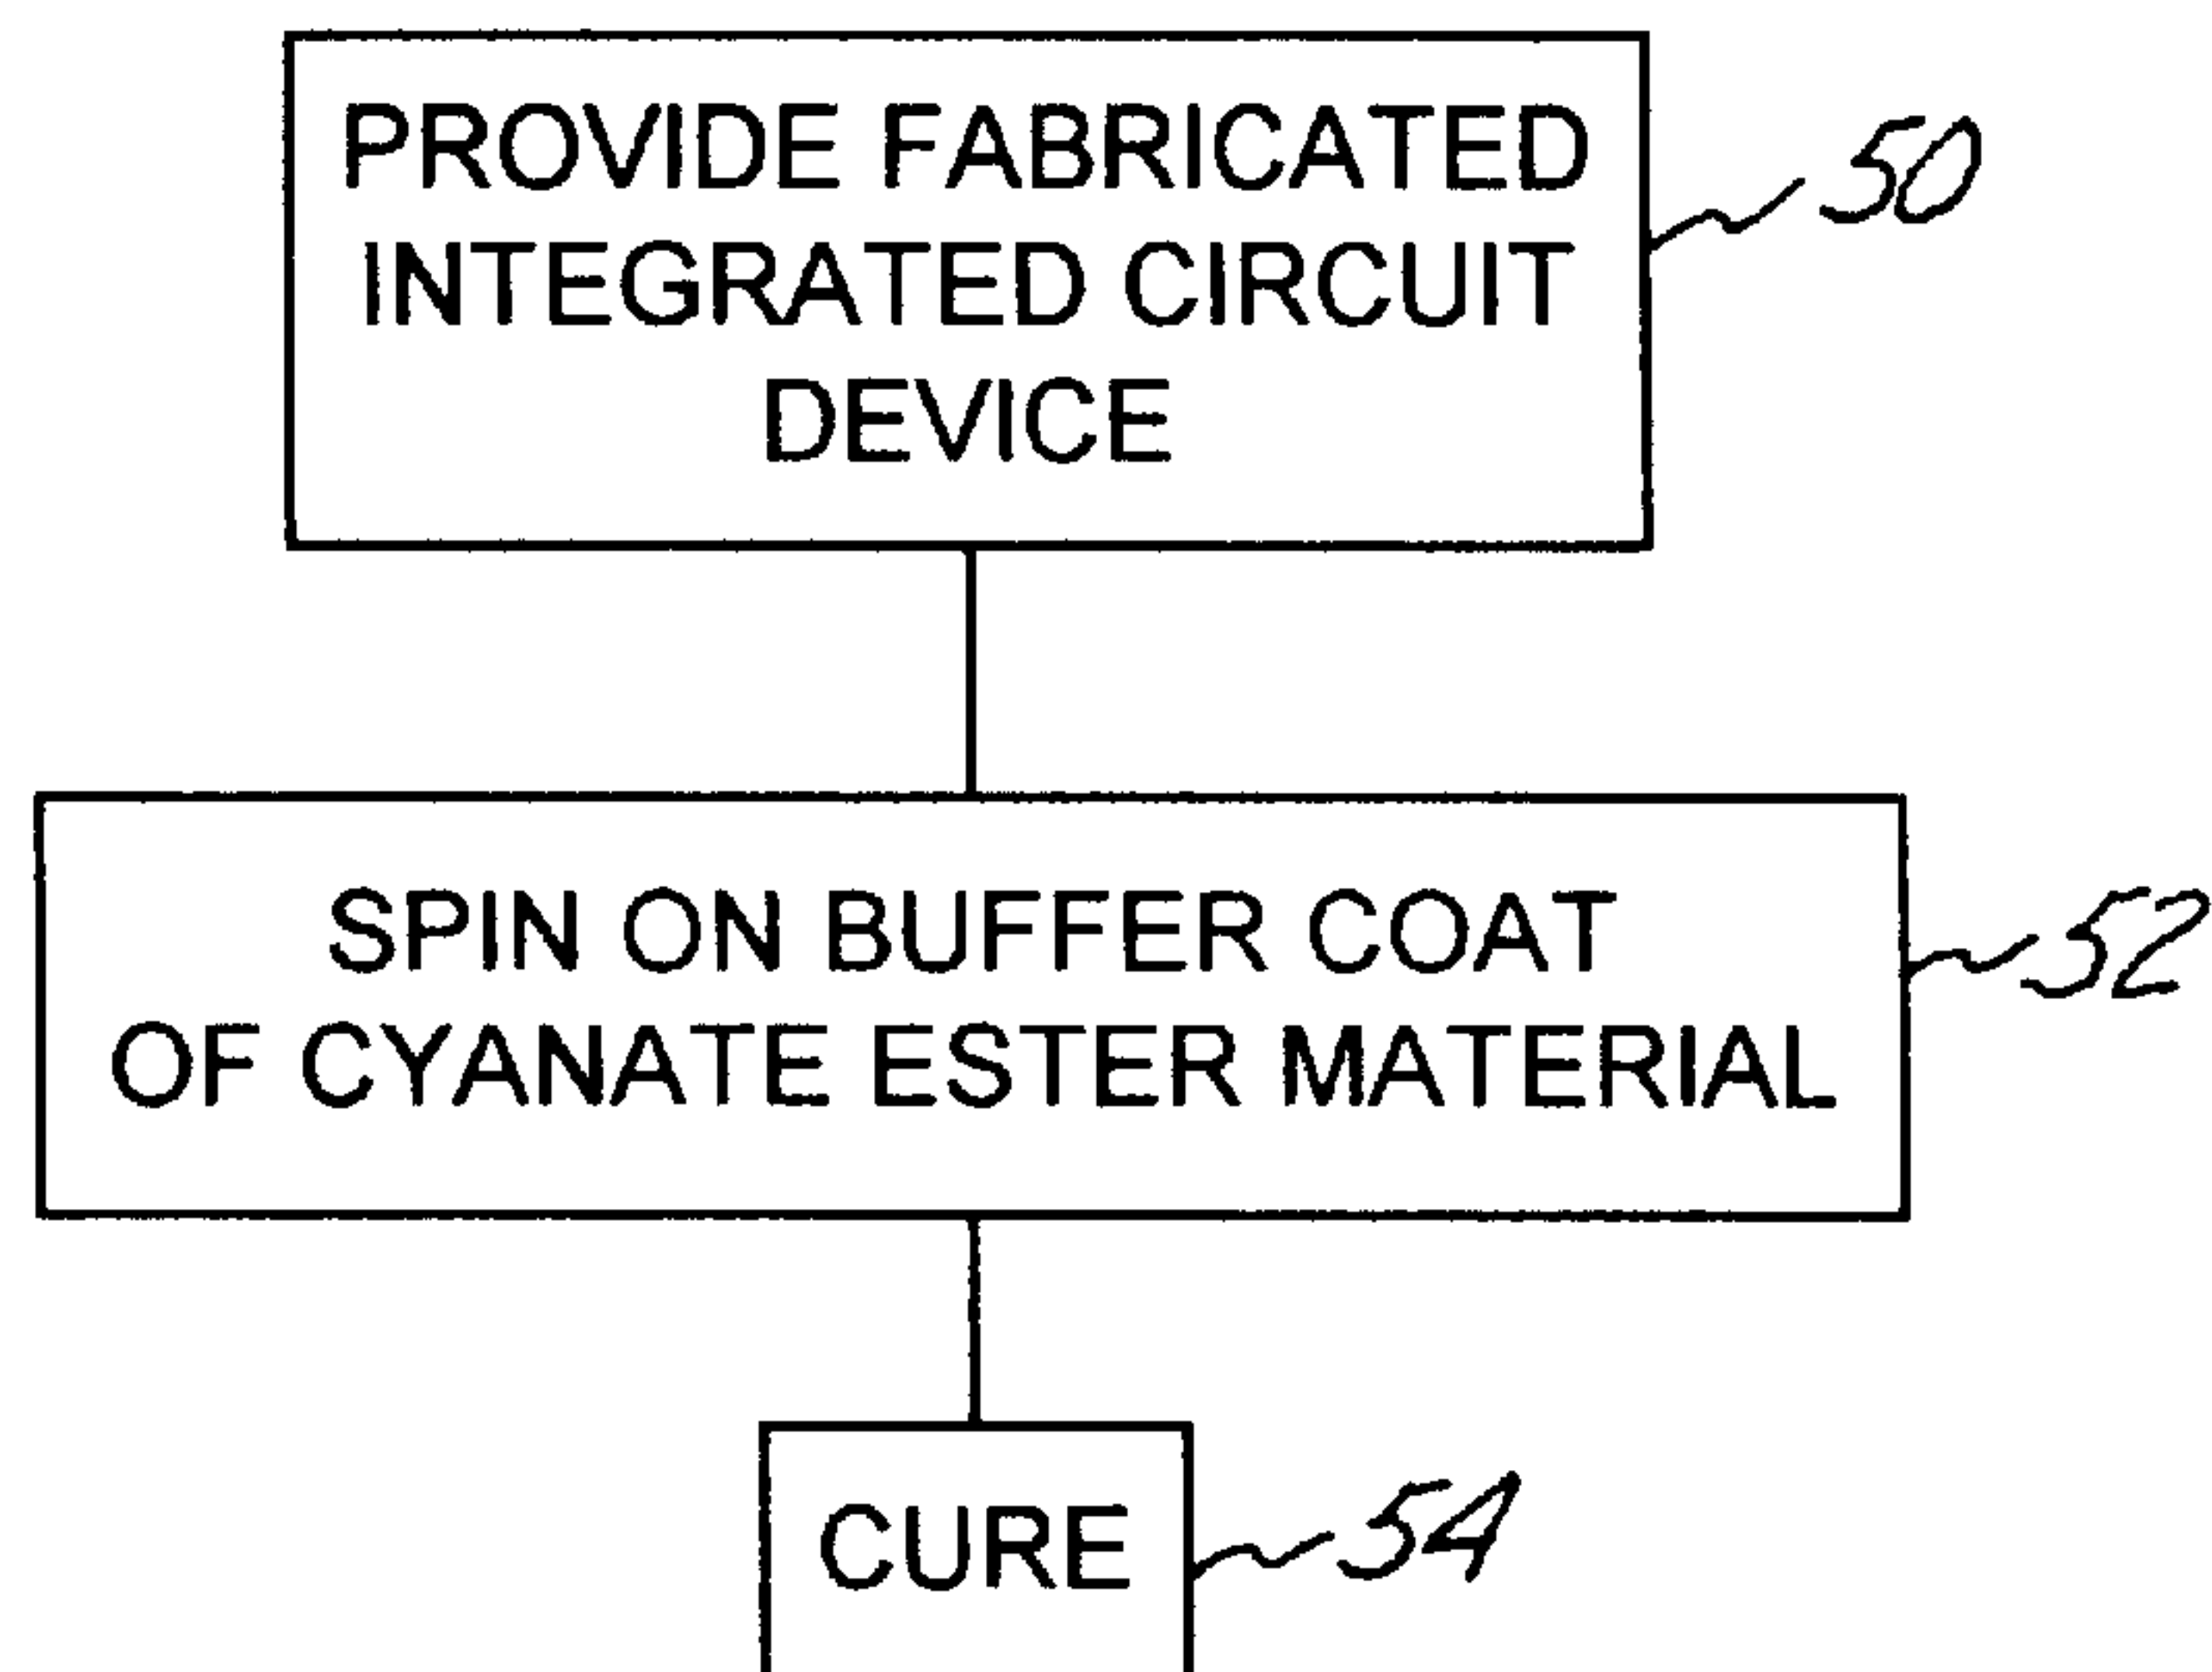 PROVIDE FABRICATED
INTEGRATED CIRCUIT
DEVICE
50
SPIN ON BUFFER COAT
OF CYANATE ESTER MATERIAL
52
CURE
54